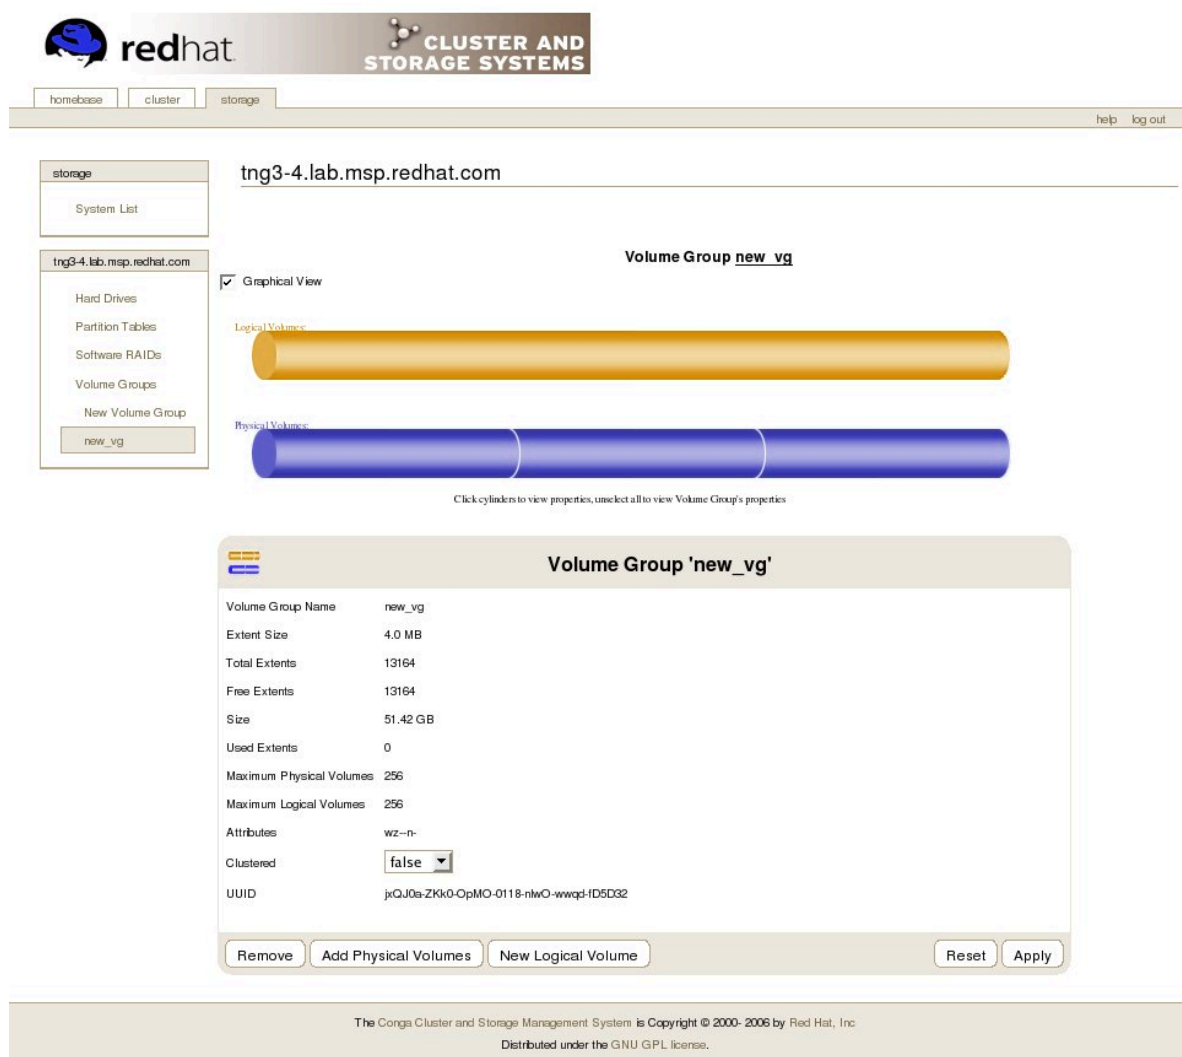 redhat.
CLUSTER AND
STORAGE SYSTEMS
homebase cluster storage
help log out
storage
System List
tng3-4.lab.msp.redhat.com
tng3-4.lab.msp.redhat.com
Hard Drives
Partition Tables
Software RAIDs
Volume Groups
New Volume Group
new_vg
Volume Group new_vg
Graphical View
Logical Volumes:
Physical Volumes:
Click cylinders to view properties, unselect all to view Volume Group's properties
Volume Group 'new_vg'
Volume Group Name new_vg
Extent Size 4.0 MB
Total Extents 13164
Free Extents 13164
Size 51.42 GB
Used Extents 0
Maximum Physical Volumes 256
Maximum Logical Volumes 256
Attributes wz--n-
Clustered false
UUID jxQJ0a-ZKk0-OpMO-0118-nlwO-wwqd-fD5D32
Remove Add Physical Volumes New Logical Volume Reset Apply
The Conga Cluster and Storage Management System is Copyright © 2000- 2006 by Red Hat, Inc
Distributed under the GNU GPL license.